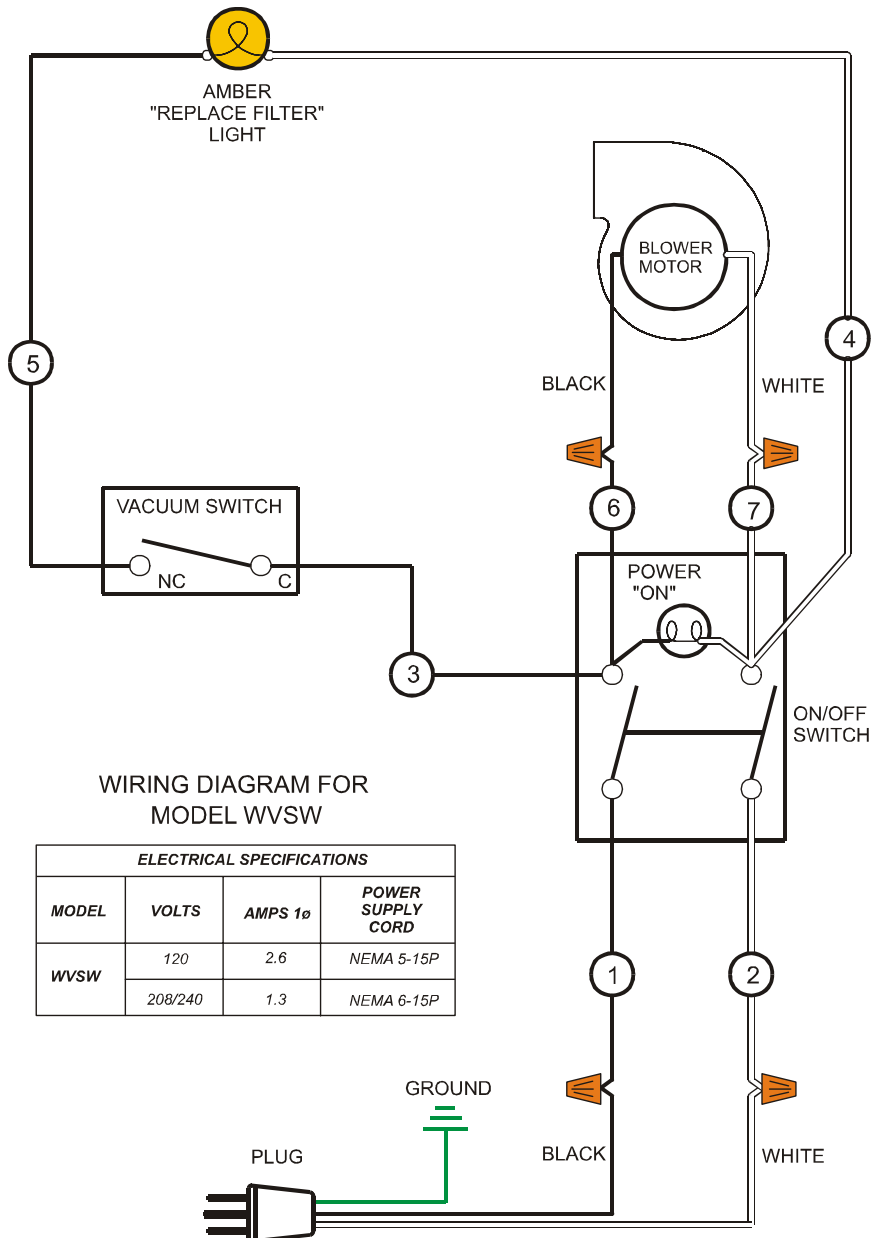 AMBER
"REPLACE FILTER"
LIGHT
BLOWER
MOTOR
4
5
BLACK
WHITE
VACUUM SWITCH
NC
C
6
7
POWER
"ON"
3
ON/OFF
SWITCH
WIRING DIAGRAM FOR
MODEL WVSW
ELECTRICAL SPECIFICATIONS
MODEL VOLTS AMPS 1ø POWER SUPPLY CORD
WVSW 120 2.6 NEMA 5-15P
208/240 1.3 NEMA 6-15P
1
2
GROUND
BLACK
WHITE
PLUG